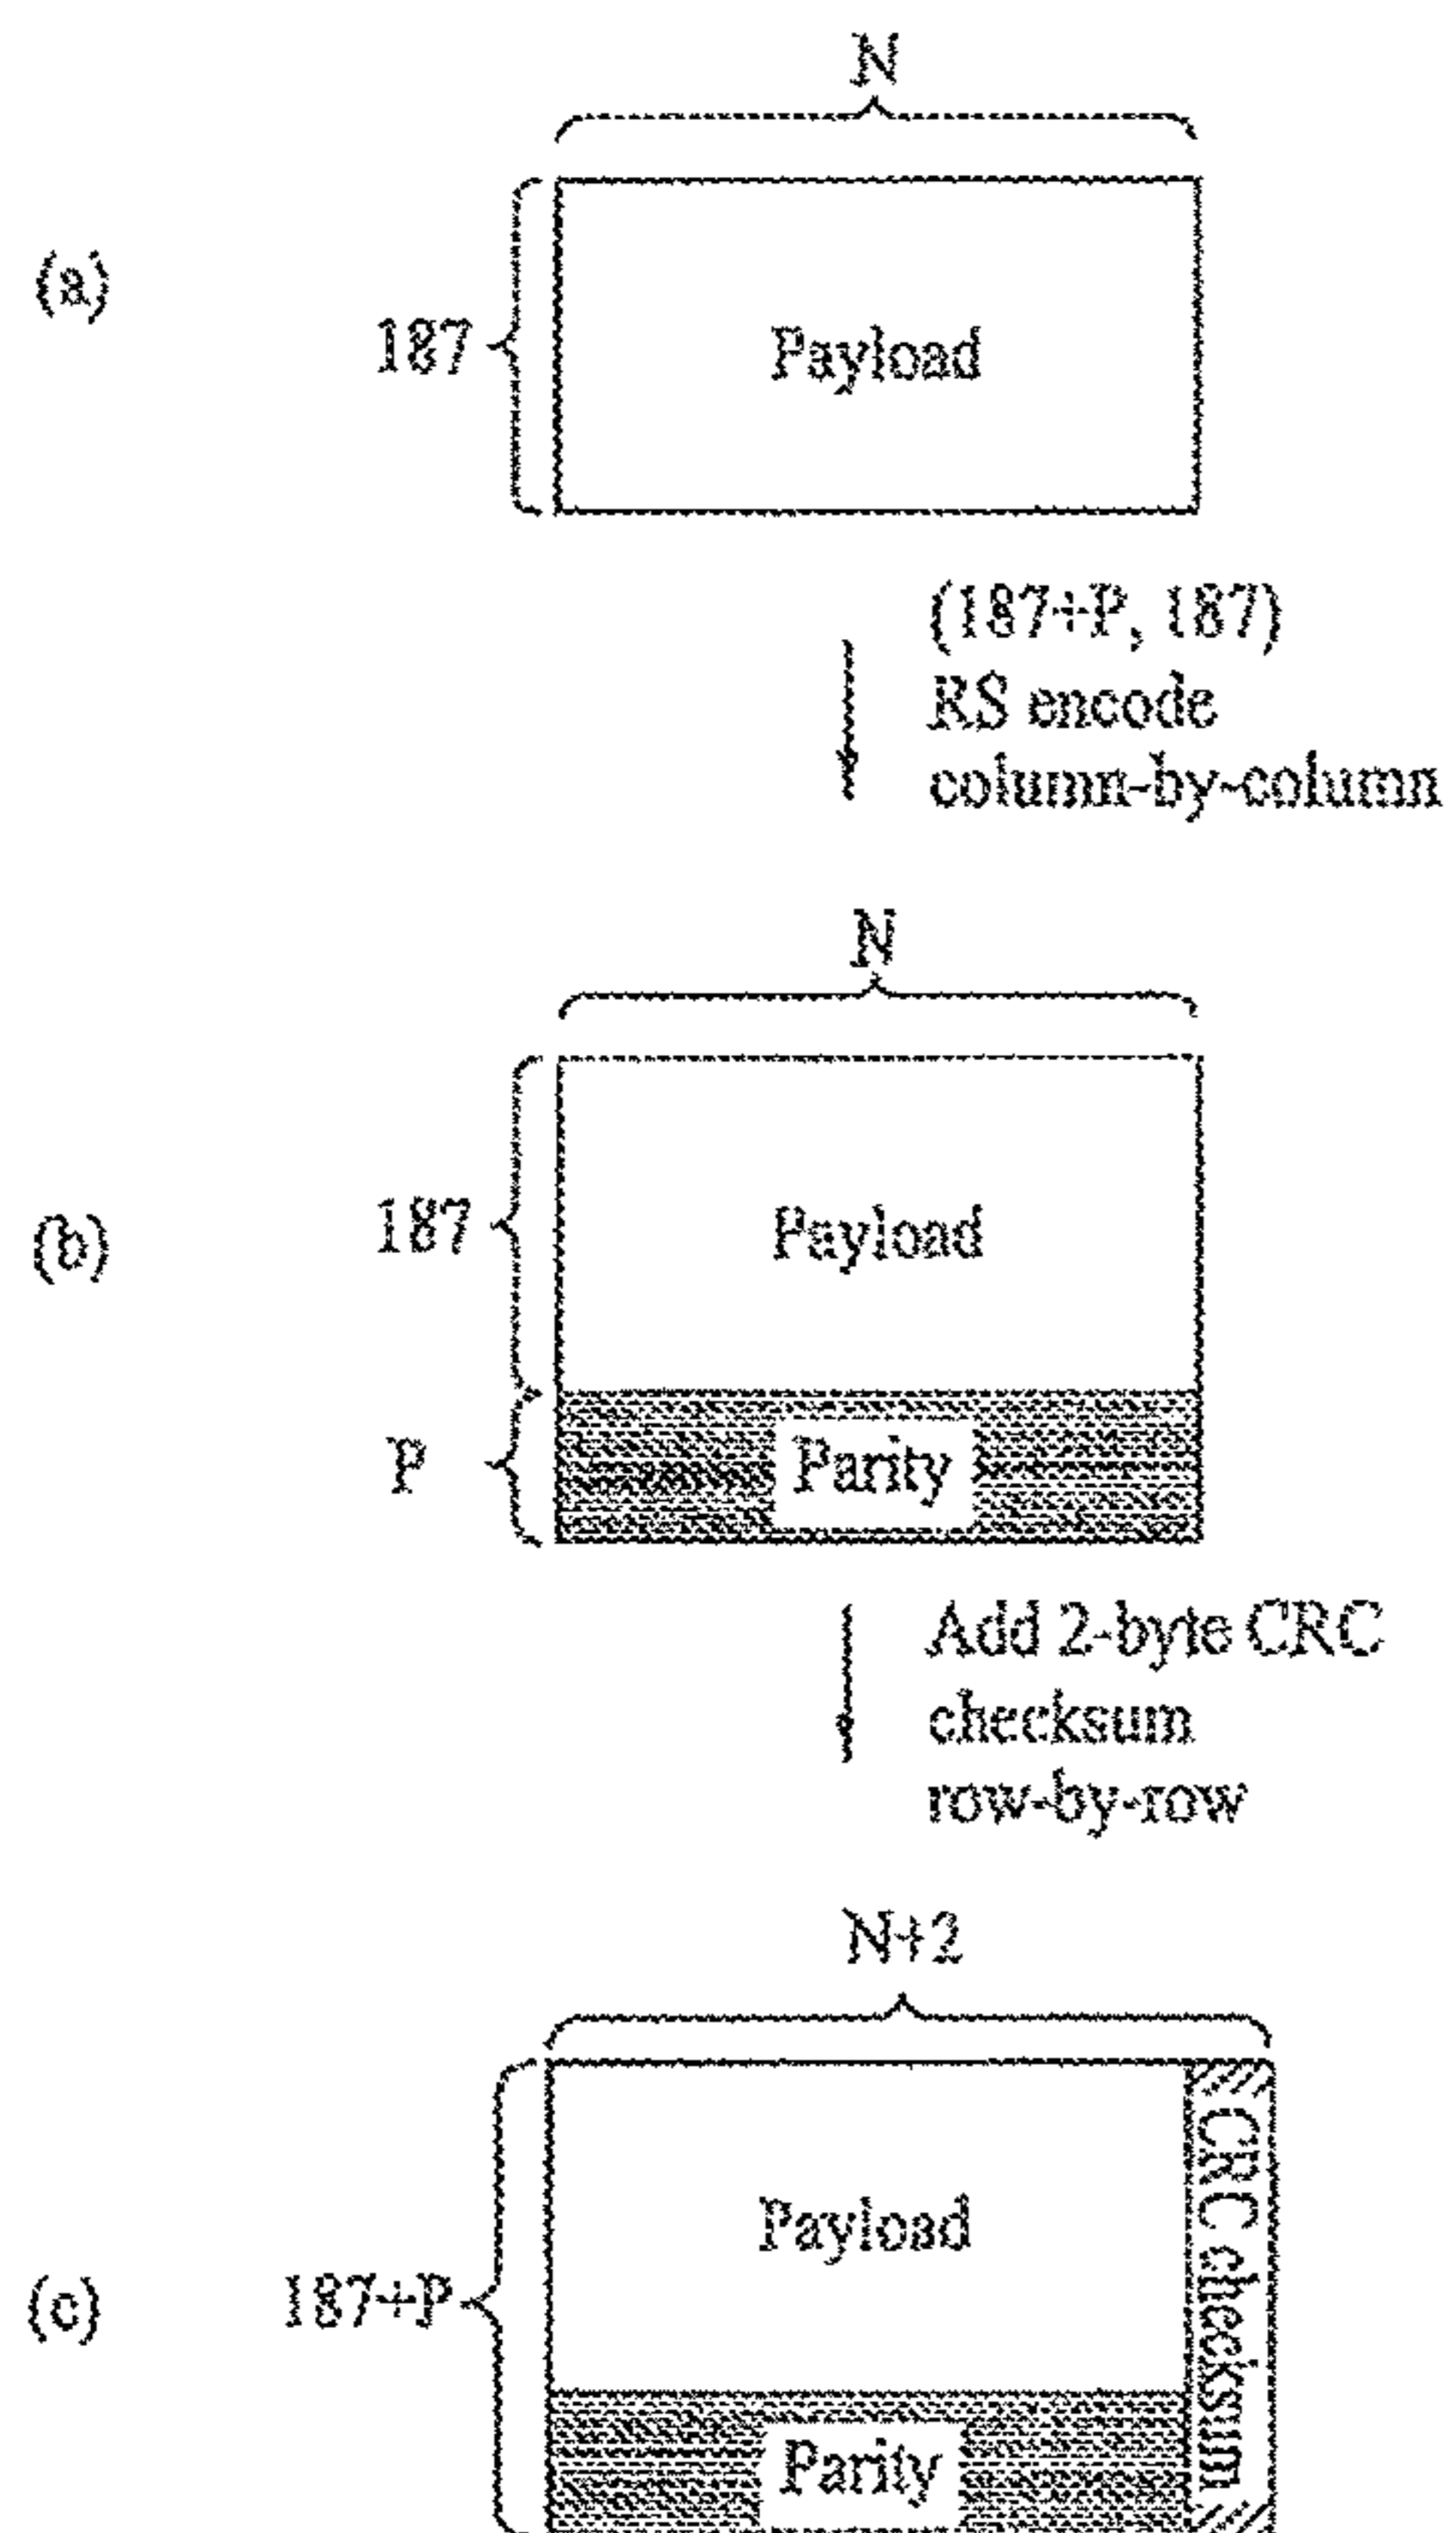 N
(a)
187
Payload
(187+P, 187)
RS encode
column-by-column
N
187
Payload
(b)
P
Parity
Add 2-byte CRC
checksum
row-by-row
N+2
Payload
CRC checksum
(c)
187+P
Parity